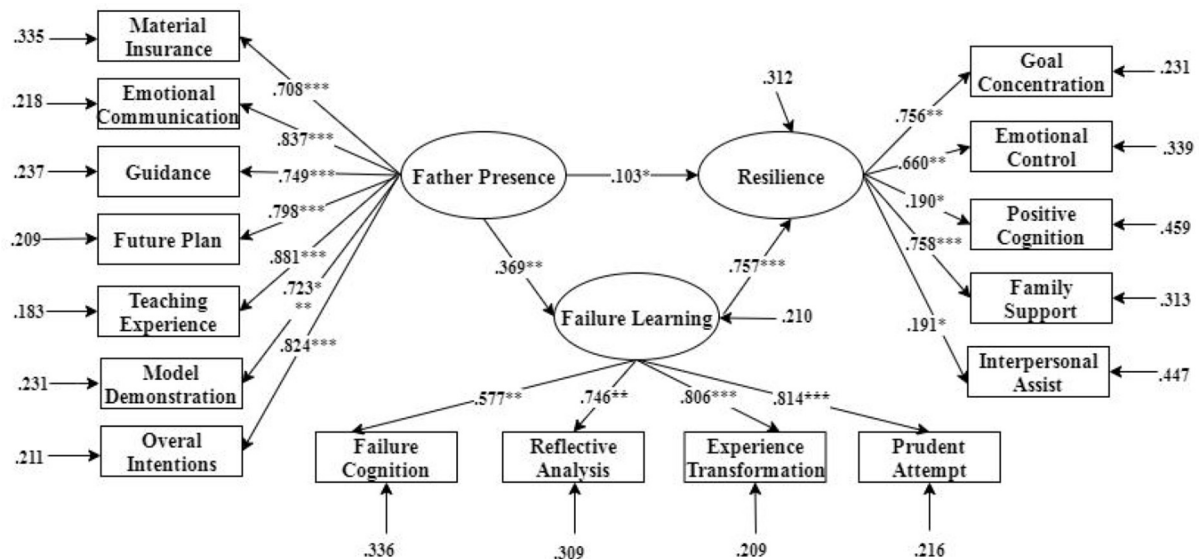 .335
Material
Insurance
.708***
.218
Emotional
Communication
.837***
.237
Guidance
.749***
.209
Future Plan
.798***
.183
Teaching
Experience
.881***
.231
Model
Demonstration
.723*
**
.211
Overal
Intentions
.824***
Father Presence
.103*
.312
Resilience
.369**
.757***
Failure Learning
.210
.577**
.746**
.806***
.814***
Failure
Cognition
.336
Reflective
Analysis
.309
Experience
Transformation
.209
Prudent
Attempt
.216
.756**
Goal
Concentration
.231
.660**
Emotional
Control
.339
.190*
Positive
Cognition
.459
.758***
Family
Support
.313
.191*
Interpersonal
Assist
.447